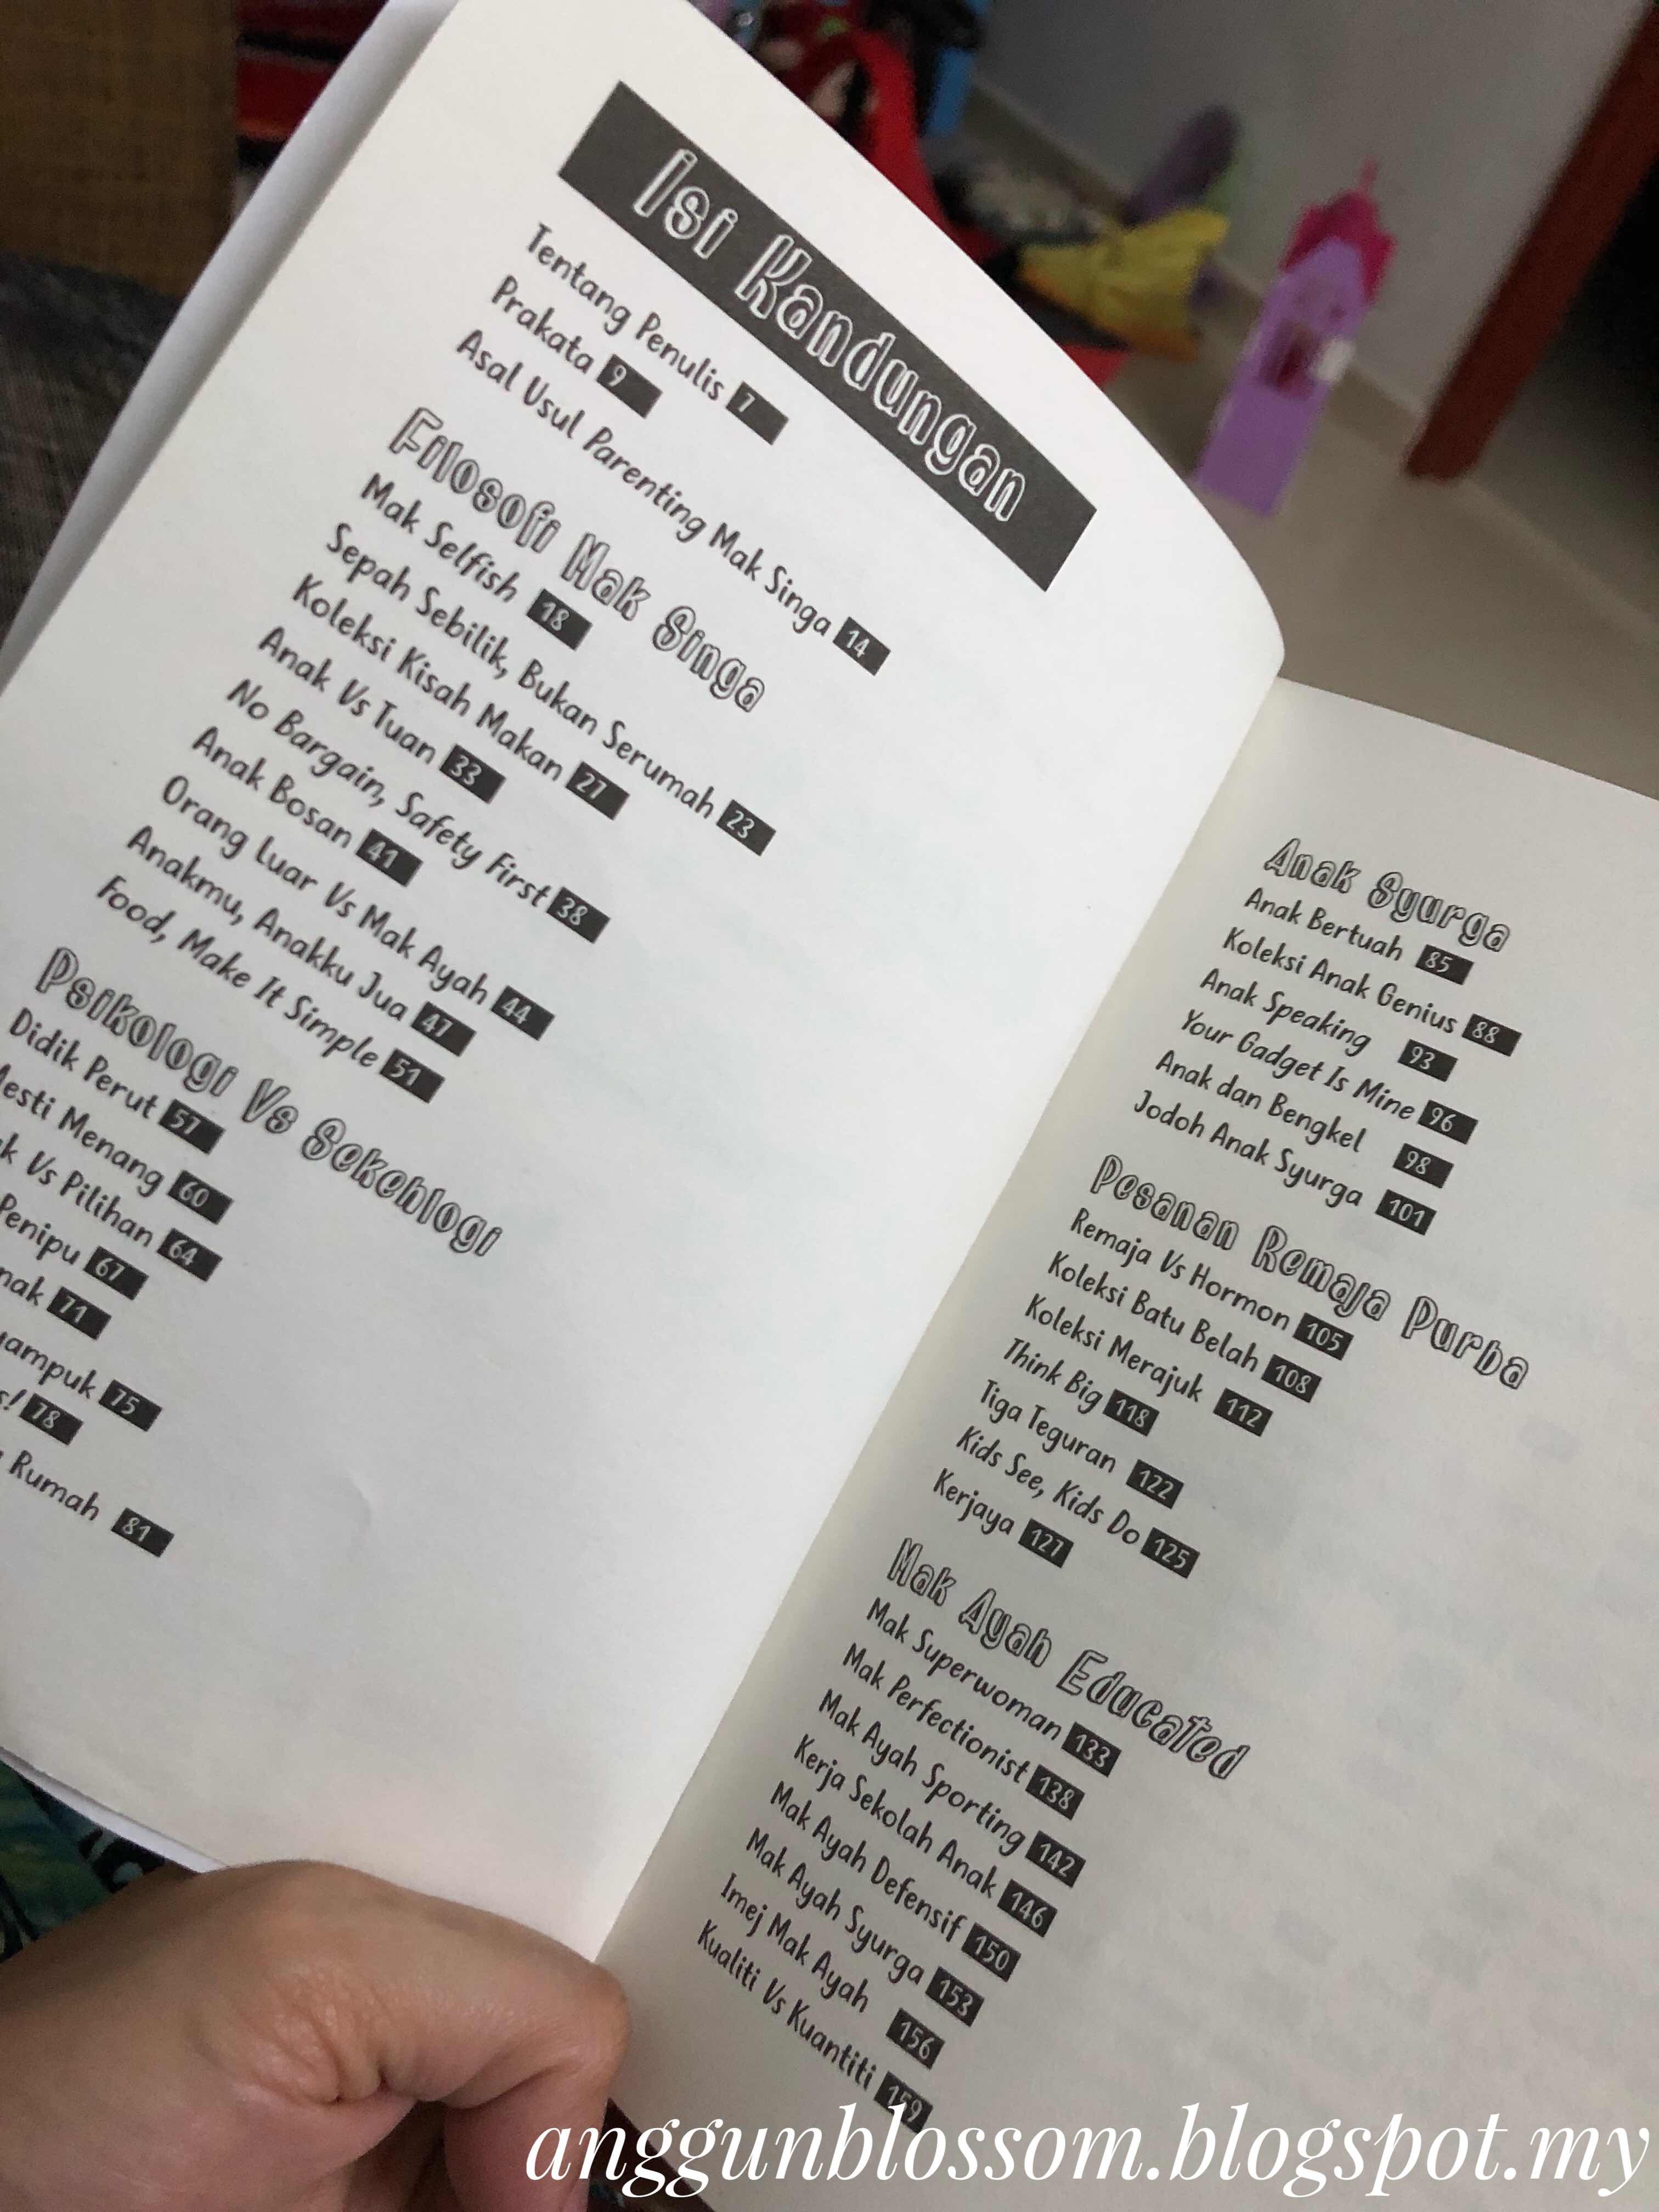 Isi Kandungan
Tentang Penulis 7
Prakata 9
Asal Usul Parenting Mak Singa 14
Filosofi Mak Singa
Mak Selfish 18
Sepah Sebilik, Bukan Serumah 23
Koleksi Kisah Makan 27
Anak Vs Tuan 33
No Bargain, Safety First 38
Anak Bosan 41
Orang Luar Vs Mak Ayah 44
Anakmu, Anakku Jua 47
Food, Make It Simple 51
Psikologi Vs Sekehlogi
Didik Perut 57
Menang 60
Vs Pilihan 64
Penipu 67
71
75
78
Rumah 81
Anak Syurga
Anak Bertuah 85
Koleksi Anak Genius 88
Anak Speaking 93
Your Gadget Is Mine 96
Anak dan Bengkel 98
Jodoh Anak Syurga 101
Pesanan Remaja Purba
Remaja Vs Hormon 105
Koleksi Batu Belah 108
Koleksi Merajuk 112
Think Big 118
Tiga Teguran 122
Kids See, Kids Do 125
Kerjaya 127
Mak Ayah Educated
Mak Superwoman 133
Mak Perfectionist 138
Mak Ayah Sporting 142
Kerja Sekolah Anak 146
Mak Ayah Defensif 150
Mak Ayah Syurga 153
Imej Mak Ayah 156
Kualiti Vs Kuantiti 159
anggunblossom.blogspot.my